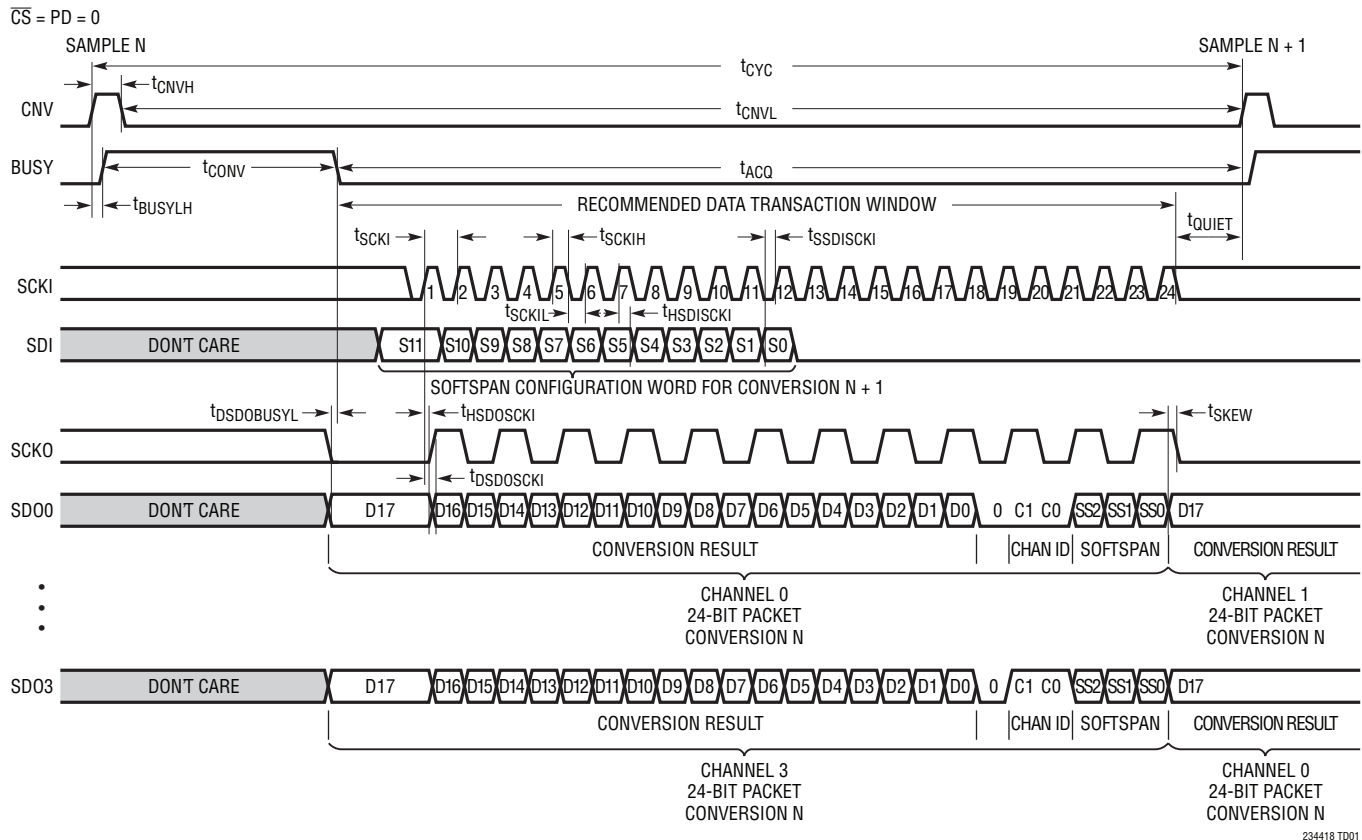 CS = PD = 0
SAMPLE N
SAMPLE N + 1
tCYC
tCNVH
CNV
tCNVL
BUSY
tCONV
tACQ
tBUSYLH
RECOMMENDED DATA TRANSACTION WINDOW
tQUIET
tSCKI
tSCKIH
tSSDISCKI
SCKI
1 2 3 4 5 6 7 8 9 10 11 12 13 14 15 16 17 18 19 20 21 22 23 24
tSCKIL
tHSDISCKI
SDI
DON'T CARE
S11 S10 S9 S8 S7 S6 S5 S4 S3 S2 S1 S0
SOFTSPAN CONFIGURATION WORD FOR CONVERSION N + 1
tDSDOBUSYL
tHSDOSCKI
tSKEW
SCKO
tDSDOSCKI
SDO0
DON'T CARE
D17 D16 D15 D14 D13 D12 D11 D10 D9 D8 D7 D6 D5 D4 D3 D2 D1 D0 0 C1 C0 SS2 SS1 SS0 D17
CONVERSION RESULT
CHAN ID
SOFTSPAN
CONVERSION RESULT
CHANNEL 0
24-BIT PACKET
CONVERSION N
CHANNEL 1
24-BIT PACKET
CONVERSION N
SDO3
DON'T CARE
D17 D16 D15 D14 D13 D12 D11 D10 D9 D8 D7 D6 D5 D4 D3 D2 D1 D0 0 C1 C0 SS2 SS1 SS0 D17
CONVERSION RESULT
CHAN ID
SOFTSPAN
CONVERSION RESULT
CHANNEL 3
24-BIT PACKET
CONVERSION N
CHANNEL 0
24-BIT PACKET
CONVERSION N
234418 TD01